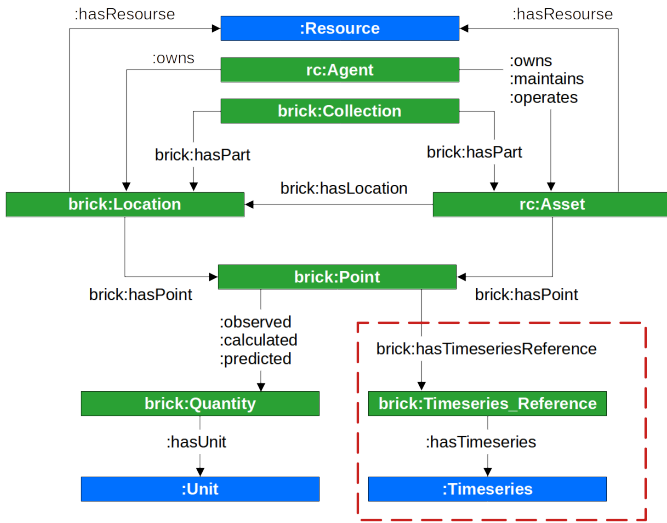 :hasResourse
:Resource
:hasResourse
:owns
rc:Agent
:owns
:maintains
:operates
brick:Collection
brick:hasPart
brick:hasPart
brick:hasLocation
brick:Location
rc:Asset
brick:hasPoint
brick:Point
brick:hasPoint
:observed
:calculated
:predicted
brick:hasTimeseriesReference
brick:Quantity
brick:Timeseries_Reference
:hasUnit
:hasTimeseries
:Unit
:Timeseries